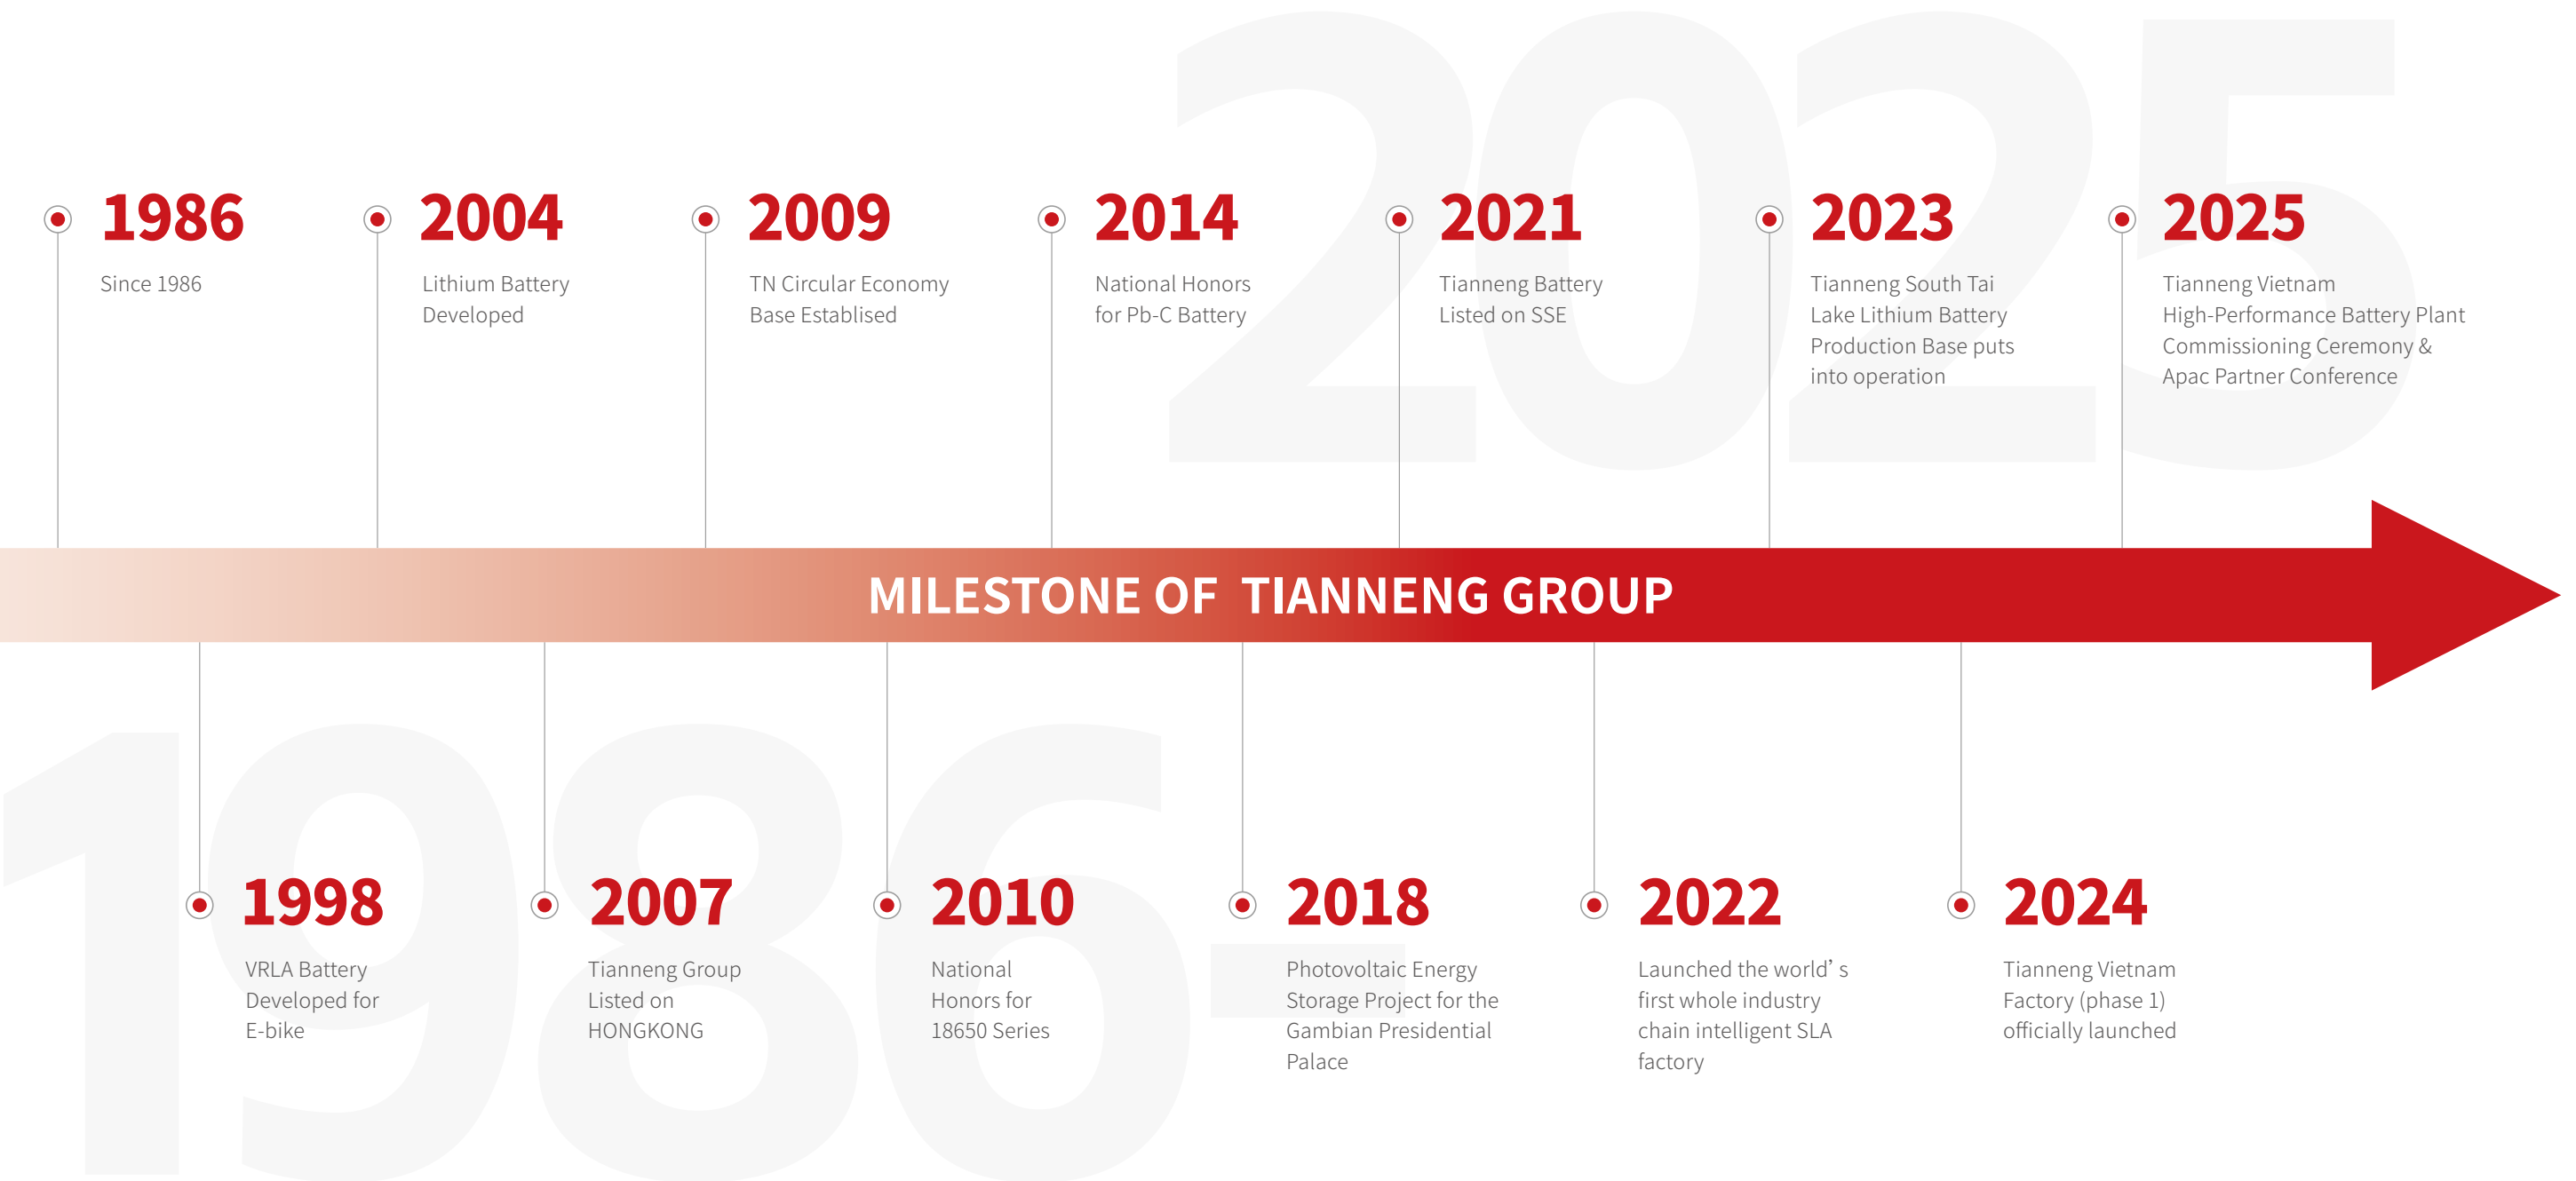 2025
1986
Since 1986
2004
Lithium Battery
Developed
2009
TN Circular Economy
Base Establised
2014
National Honors
for Pb-C Battery
2021
Tianneng Battery
Listed on SSE
2023
Tianneng South Tai
Lake Lithium Battery
Production Base puts
into operation
2025
Tianneng Vietnam
High-Performance Battery Plant
Commissioning Ceremony &
Apac Partner Conference
MILESTONE OF TIANNENG GROUP
1986-
1998
VRLA Battery
Developed for
E-bike
2007
Tianneng Group
Listed on
HONGKONG
2010
National
Honors for
18650 Series
2018
Photovoltaic Energy
Storage Project for the
Gambian Presidential
Palace
2022
Launched the world’s
first whole industry
chain intelligent SLA
factory
2024
Tianneng Vietnam
Factory (phase 1)
officially launched